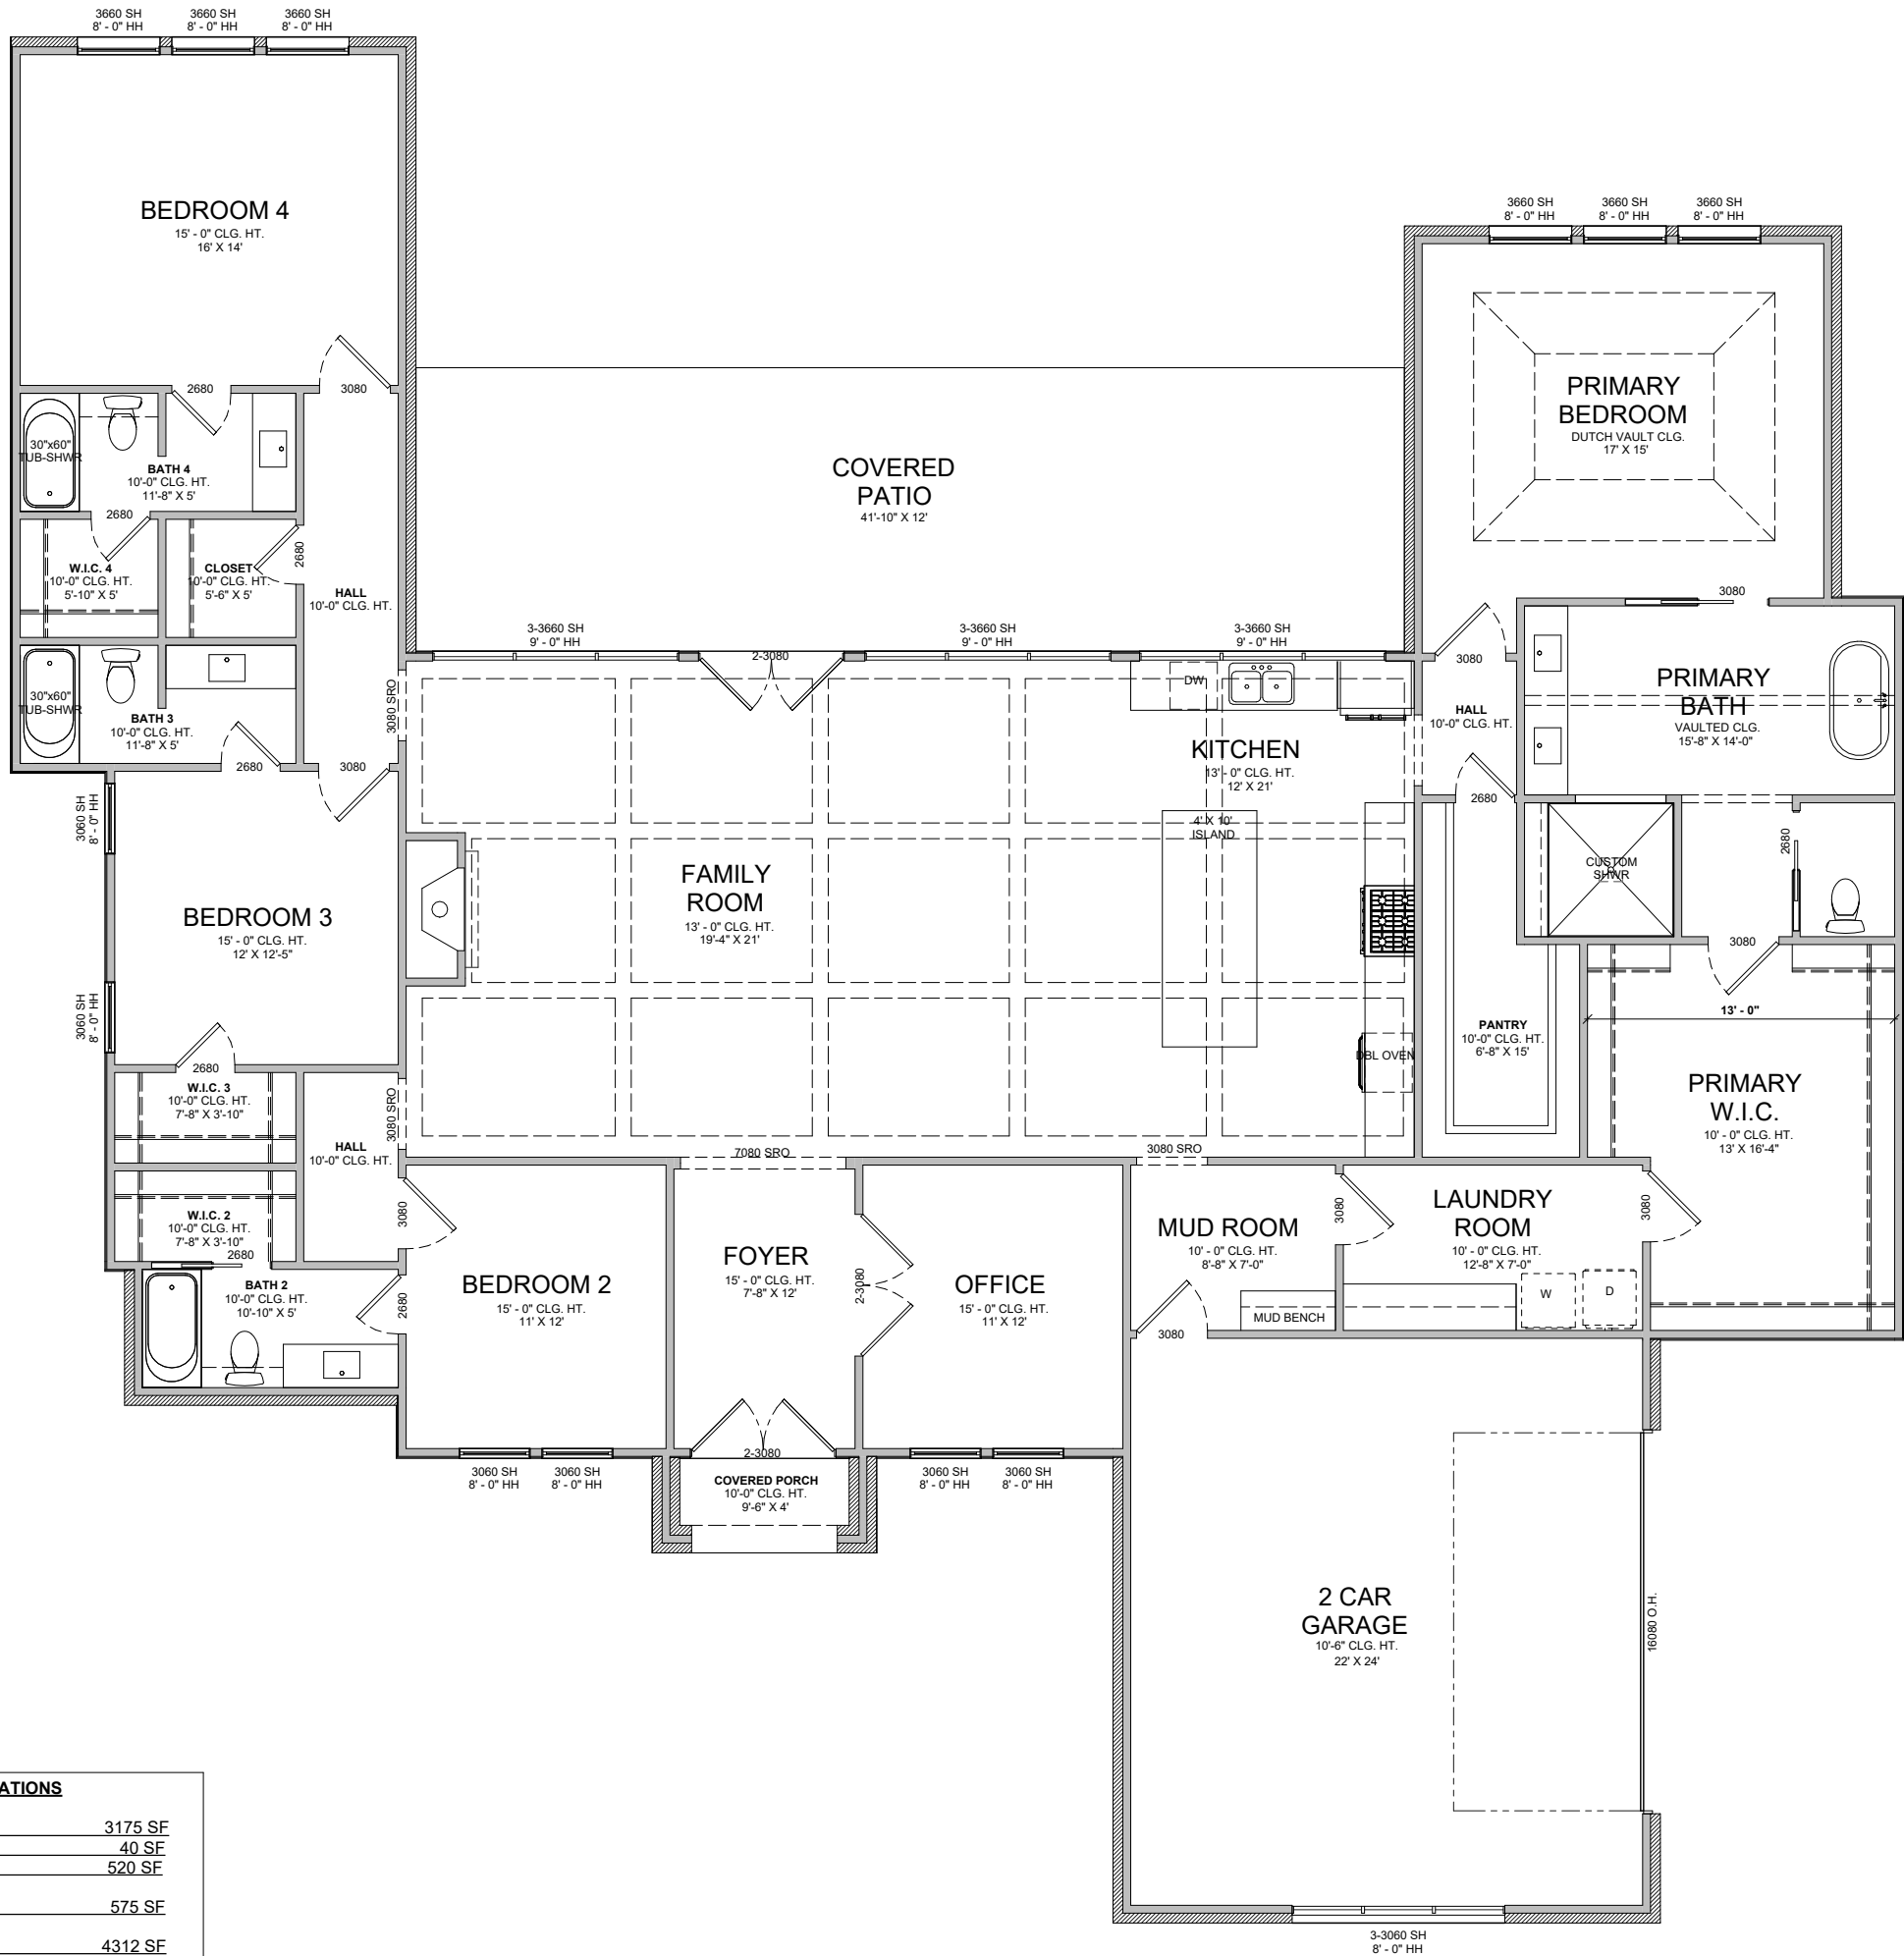 3660 SH
8' - 0" HH
3660 SH
8' - 0" HH
3660 SH
8' - 0" HH
BEDROOM 4
15' - 0" CLG. HT.
16' X 14'
2680
3080
30"x60"
TUB-SHWR
BATH 4
10'-0" CLG. HT.
11'-8" X 5'
2680
W.I.C. 4
10'-0" CLG. HT.
5'-10" X 5'
CLOSET
10'-0" CLG. HT.
5'-6" X 5'
2680
HALL
10'-0" CLG. HT.
30"x60"
TUB-SHWR
BATH 3
10'-0" CLG. HT.
11'-8" X 5'
2680
3080
3080 SRO
COVERED
PATIO
41'-10" X 12'
3-3660 SH
9' - 0" HH
2-3080
3-3660 SH
9' - 0" HH
3-3660 SH
9' - 0" HH
3660 SH
8' - 0" HH
3660 SH
8' - 0" HH
3660 SH
8' - 0" HH
PRIMARY
BEDROOM
DUTCH VAULT CLG.
17' X 15'
3080
3080
HALL
10'-0" CLG. HT.
2680
PRIMARY
BATH
VAULTED CLG.
15'-8" X 14'-0"
CUSTOM
SHWR
2680
3080
DW
KITCHEN
13' - 0" CLG. HT.
12' X 21'
4' X 10'
ISLAND
DBL OVEN
FAMILY
ROOM
13' - 0" CLG. HT.
19'-4" X 21'
3060 SH
8' - 0" HH
BEDROOM 3
15' - 0" CLG. HT.
12' X 12'-5"
3060 SH
8' - 0" HH
2680
W.I.C. 3
10'-0" CLG. HT.
7'-8" X 3'-10"
3080 SRO
HALL
10'-0" CLG. HT.
W.I.C. 2
10'-0" CLG. HT.
7'-8" X 3'-10"
2680
3080
BATH 2
10'-0" CLG. HT.
10'-10" X 5'
2680
BEDROOM 2
15' - 0" CLG. HT.
11' X 12'
3060 SH
8' - 0" HH
3060 SH
8' - 0" HH
7080 SRO
FOYER
15' - 0" CLG. HT.
7'-8" X 12'
2-3080
2-3080
COVERED PORCH
10'-0" CLG. HT.
9'-6" X 4'
OFFICE
15' - 0" CLG. HT.
11' X 12'
3060 SH
8' - 0" HH
3060 SH
8' - 0" HH
3080 SRO
MUD ROOM
10' - 0" CLG. HT.
8'-8" X 7'-0"
3080
MUD BENCH
3080
LAUNDRY
ROOM
10' - 0" CLG. HT.
12'-8" X 7'-0"
W
D
3080
PANTRY
10'-0" CLG. HT.
6'-8" X 15'
13' - 0"
PRIMARY
W.I.C.
10' - 0" CLG. HT.
13' X 16'-4"
2 CAR
GARAGE
10'-6" CLG. HT.
22' X 24'
16080 O.H.
3-3060 SH
8' - 0" HH
ATIONS
3175 SF
40 SF
520 SF
575 SF
4312 SF